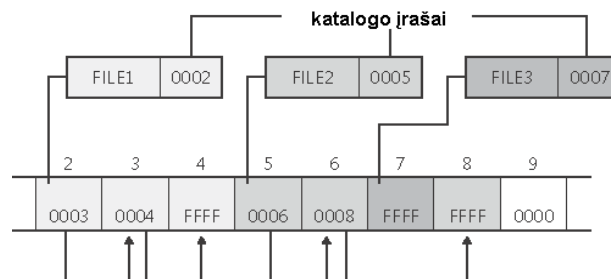 katalogo įrašai
FILE1 0002 FILE2 0005 FILE3 0007
2 3 4 5 6 7 8 9
0003 0004 FFFF 0006 0008 FFFF FFFF 0000